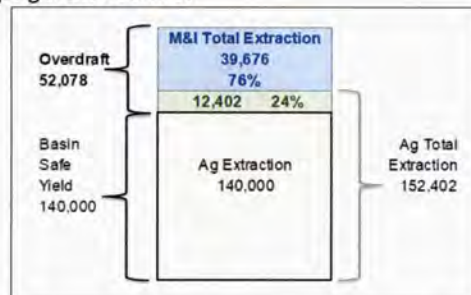 M&I Total Extraction
39,676
76%
12,402 24%
Overdraft
52,078
Basin
Safe
Yield
140,000
Ag Extraction
140,000
Ag Total
Extraction
152,402